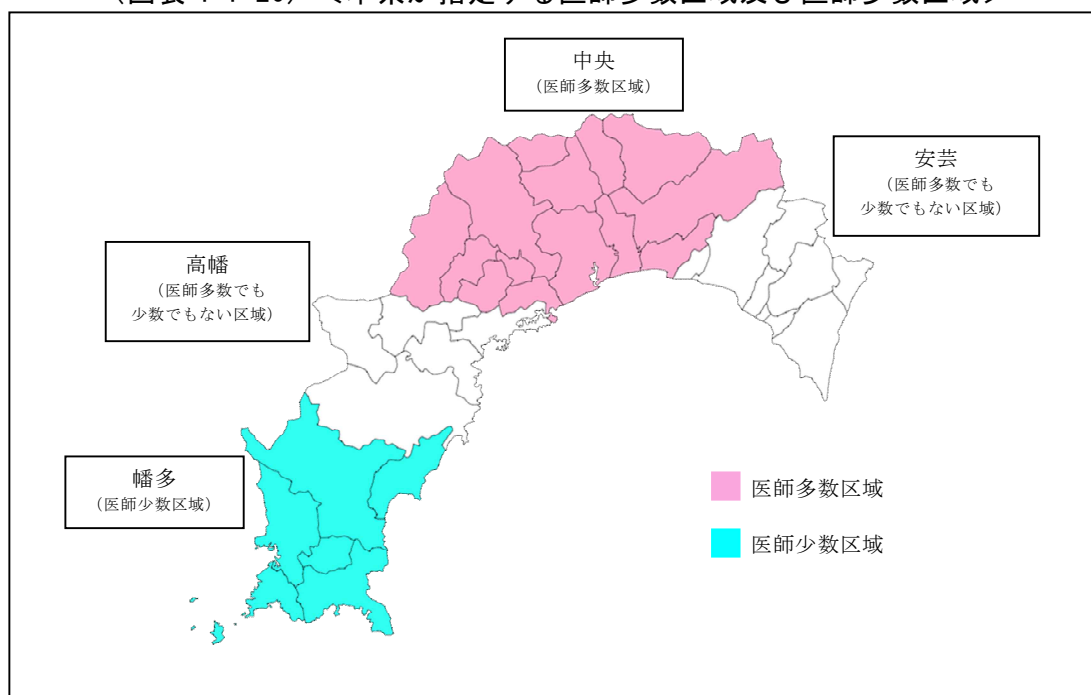 中央
（医師多数区域）
安芸
（医師多数でも
少数でもない区域）
高幡
（医師多数でも
少数でもない区域）
幡多
（医師少数区域）
医師多数区域
医師少数区域